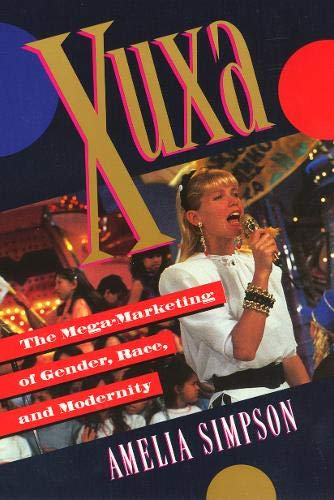 Xuxa
The Mega-Marketing
of Gender, Race,
and Modernity
AMELIA SIMPSON